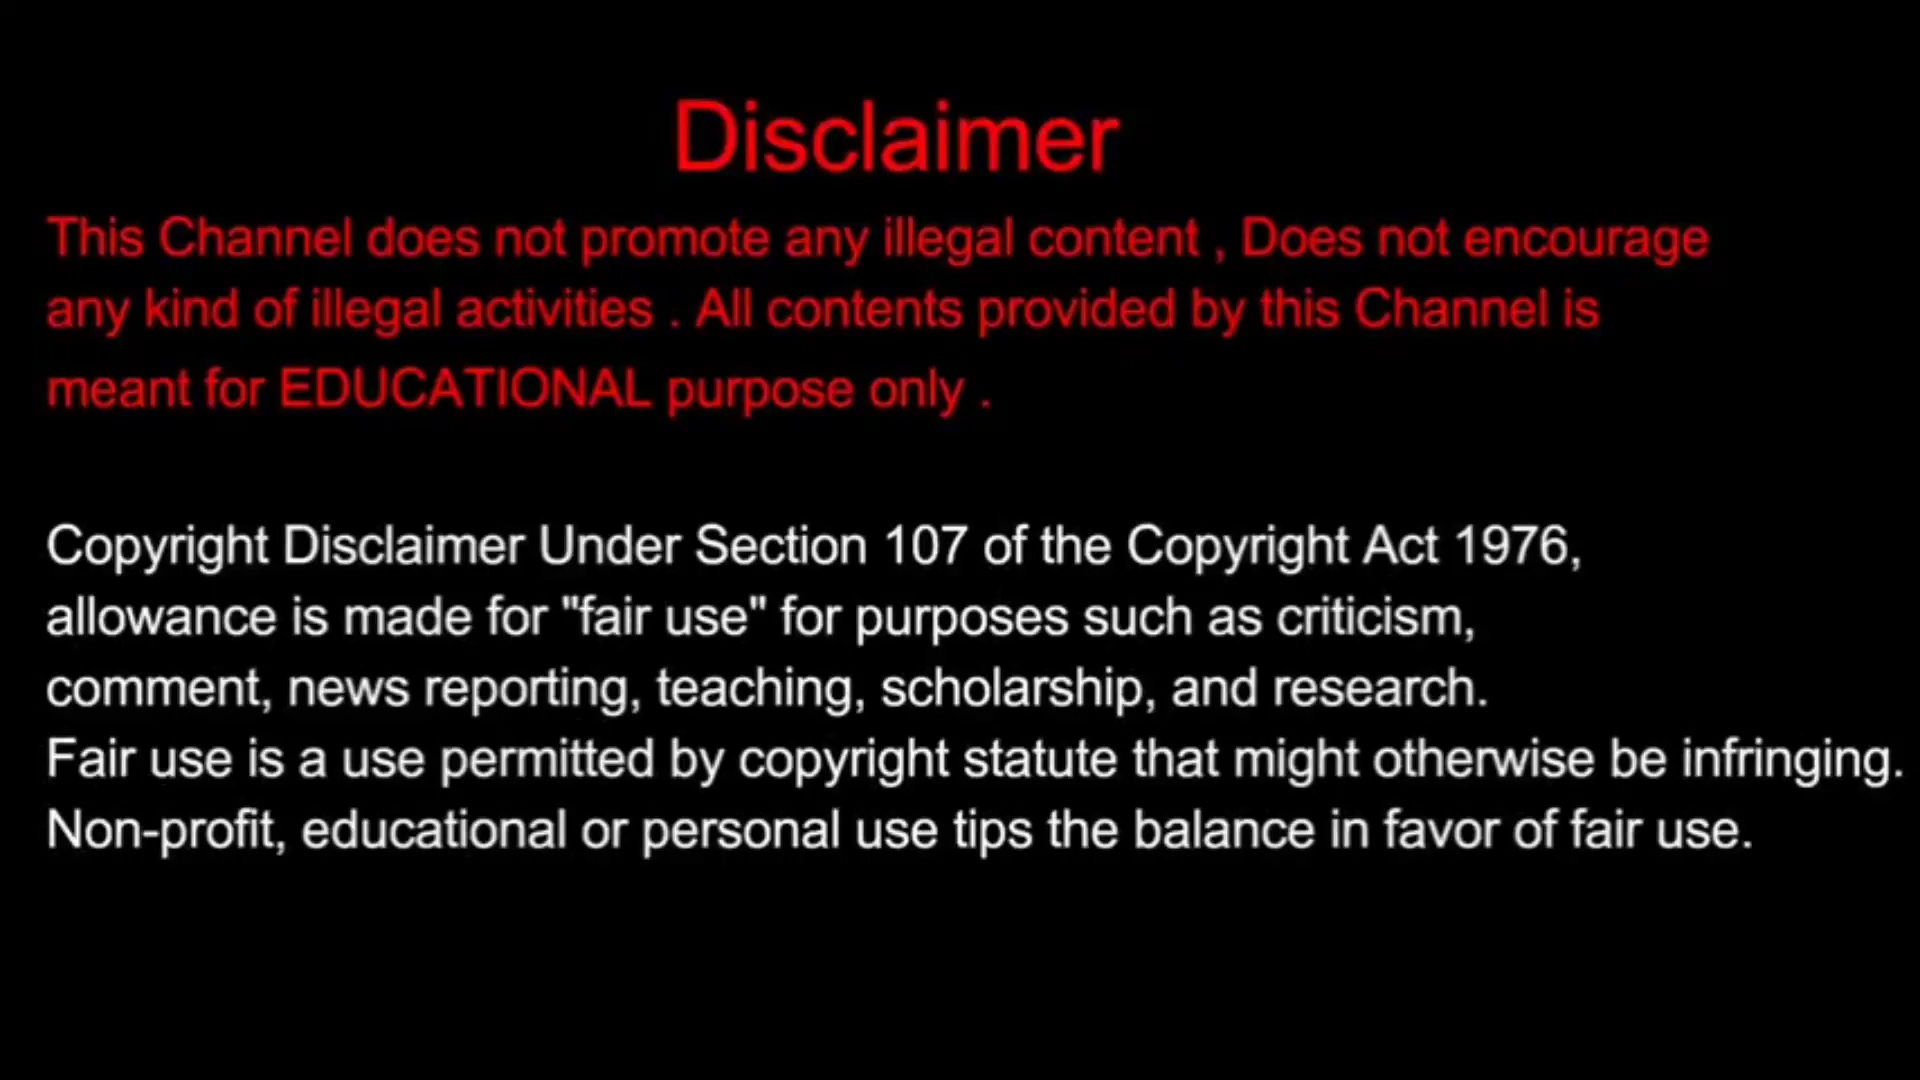 Disclaimer
This Channel does not promote any illegal content , Does not encourage
any kind of illegal activities . All contents provided by this Channel is
meant for EDUCATIONAL purpose only .
Copyright Disclaimer Under Section 107 of the Copyright Act 1976,
allowance is made for "fair use" for purposes such as criticism,
comment, news reporting, teaching, scholarship, and research.
Fair use is a use permitted by copyright statute that might otherwise be infringing.
Non-profit, educational or personal use tips the balance in favor of fair use.